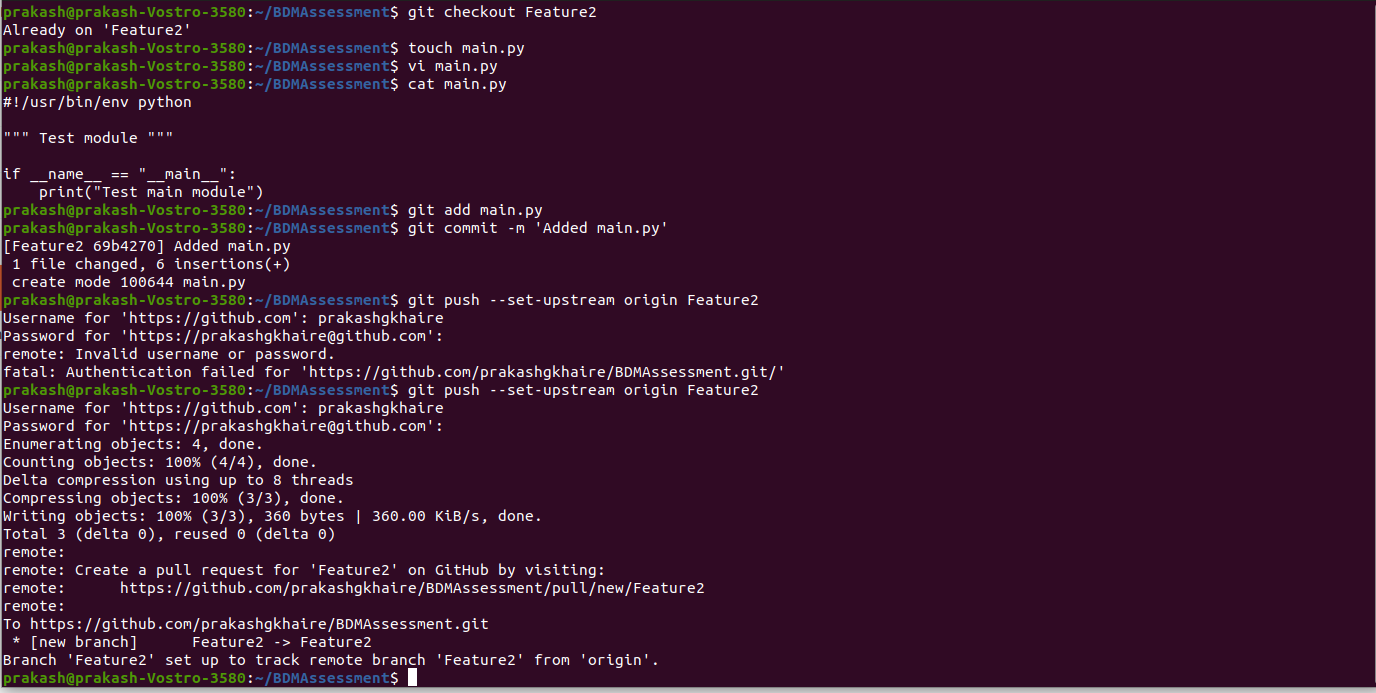 prakash@prakash-Vostro-3580:~/BDMAssessment$ git checkout Feature2
Already on 'Feature2'
prakash@prakash-Vostro-3580:~/BDMAssessment$ touch main.py
prakash@prakash-Vostro-3580:~/BDMAssessment$ vi main.py
prakash@prakash-Vostro-3580:~/BDMAssessment$ cat main.py
#!/usr/bin/env python

""" Test module """

if __name__ == "__main__":
    print("Test main module")
prakash@prakash-Vostro-3580:~/BDMAssessment$ git add main.py
prakash@prakash-Vostro-3580:~/BDMAssessment$ git commit -m 'Added main.py'
[Feature2 69b4270] Added main.py
 1 file changed, 6 insertions(+)
 create mode 100644 main.py
prakash@prakash-Vostro-3580:~/BDMAssessment$ git push --set-upstream origin Feature2
Username for 'https://github.com': prakashgkhaire
Password for 'https://prakashgkhaire@github.com':
remote: Invalid username or password.
fatal: Authentication failed for 'https://github.com/prakashgkhaire/BDMAssessment.git/'
prakash@prakash-Vostro-3580:~/BDMAssessment$ git push --set-upstream origin Feature2
Username for 'https://github.com': prakashgkhaire
Password for 'https://prakashgkhaire@github.com':
Enumerating objects: 4, done.
Counting objects: 100% (4/4), done.
Delta compression using up to 8 threads
Compressing objects: 100% (3/3), done.
Writing objects: 100% (3/3), 360 bytes | 360.00 KiB/s, done.
Total 3 (delta 0), reused 0 (delta 0)
remote:
remote: Create a pull request for 'Feature2' on GitHub by visiting:
remote:      https://github.com/prakashgkhaire/BDMAssessment/pull/new/Feature2
remote:
To https://github.com/prakashgkhaire/BDMAssessment.git
 * [new branch]      Feature2 -> Feature2
Branch 'Feature2' set up to track remote branch 'Feature2' from 'origin'.
prakash@prakash-Vostro-3580:~/BDMAssessment$